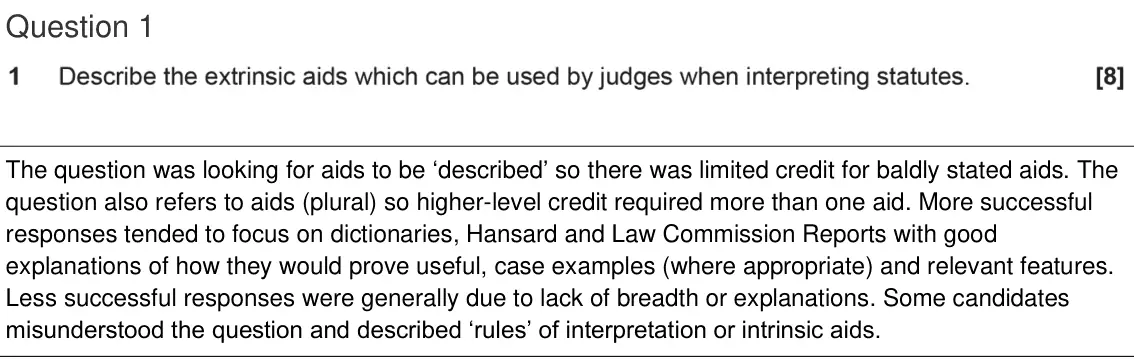 Question 1
1 Describe the extrinsic aids which can be used by judges when interpreting statutes. [8]
The question was looking for aids to be ‘described’ so there was limited credit for baldly stated aids. The
question also refers to aids (plural) so higher-level credit required more than one aid. More successful
responses tended to focus on dictionaries, Hansard and Law Commission Reports with good
explanations of how they would prove useful, case examples (where appropriate) and relevant features.
Less successful responses were generally due to lack of breadth or explanations. Some candidates
misunderstood the question and described ‘rules’ of interpretation or intrinsic aids.